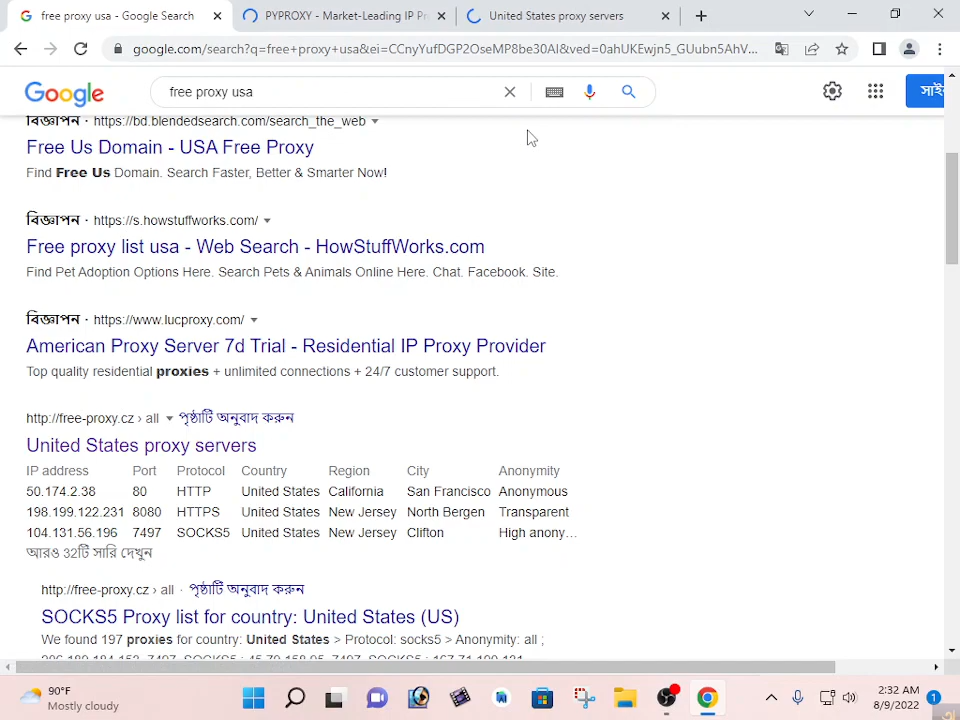 free proxy usa - Google Search
PYPROXY - Market-Leading IP Pr
United States proxy servers
google.com/search?q=free+proxy+usa&ei=CCnyYufDGP2OseMP8be30AI&ved=0ahUKEwjn5_GUubn5AhV...
Google
free proxy usa
সাইন
বিজ্ঞাপন · https://bd.blendedsearch.com/search_the_web
Free Us Domain - USA Free Proxy
Find Free Us Domain. Search Faster, Better & Smarter Now!
বিজ্ঞাপন · https://s.howstuffworks.com/
Free proxy list usa - Web Search - HowStuffWorks.com
Find Pet Adoption Options Here. Search Pets & Animals Online Here. Chat. Facebook. Site.
বিজ্ঞাপন · https://www.lucproxy.com/
American Proxy Server 7d Trial - Residential IP Proxy Provider
Top quality residential proxies + unlimited connections + 24/7 customer support.
http://free-proxy.cz › all পৃষ্ঠাটি অনুবাদ করুন
United States proxy servers
IP address Port Protocol Country Region City Anonymity
50.174.2.38 80 HTTP United States California San Francisco Anonymous
198.199.122.231 8080 HTTPS United States New Jersey North Bergen Transparent
104.131.56.196 7497 SOCKS5 United States New Jersey Clifton High anony...
আরও 32টি সারি দেখুন
http://free-proxy.cz › all · পৃষ্ঠাটি অনুবাদ করুন
SOCKS5 Proxy list for country: United States (US)
We found 197 proxies for country: United States > Protocol: socks5 > Anonymity: all ;
90°F
Mostly cloudy
2:32 AM
8/9/2022
1